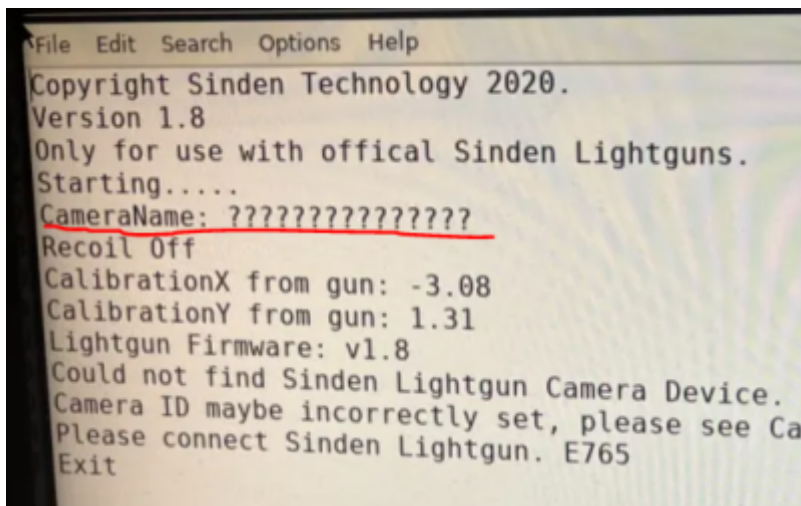 File Edit Search Options Help
Copyright Sinden Technology 2020.
Version 1.8
Only for use with offical Sinden Lightguns.
Starting.....
CameraName: ???????????????
Recoil Off
CalibrationX from gun: -3.08
CalibrationY from gun: 1.31
Lightgun Firmware: v1.8
Could not find Sinden Lightgun Camera Device.
Camera ID maybe incorrectly set, please see Ca
Please connect Sinden Lightgun. E765
Exit